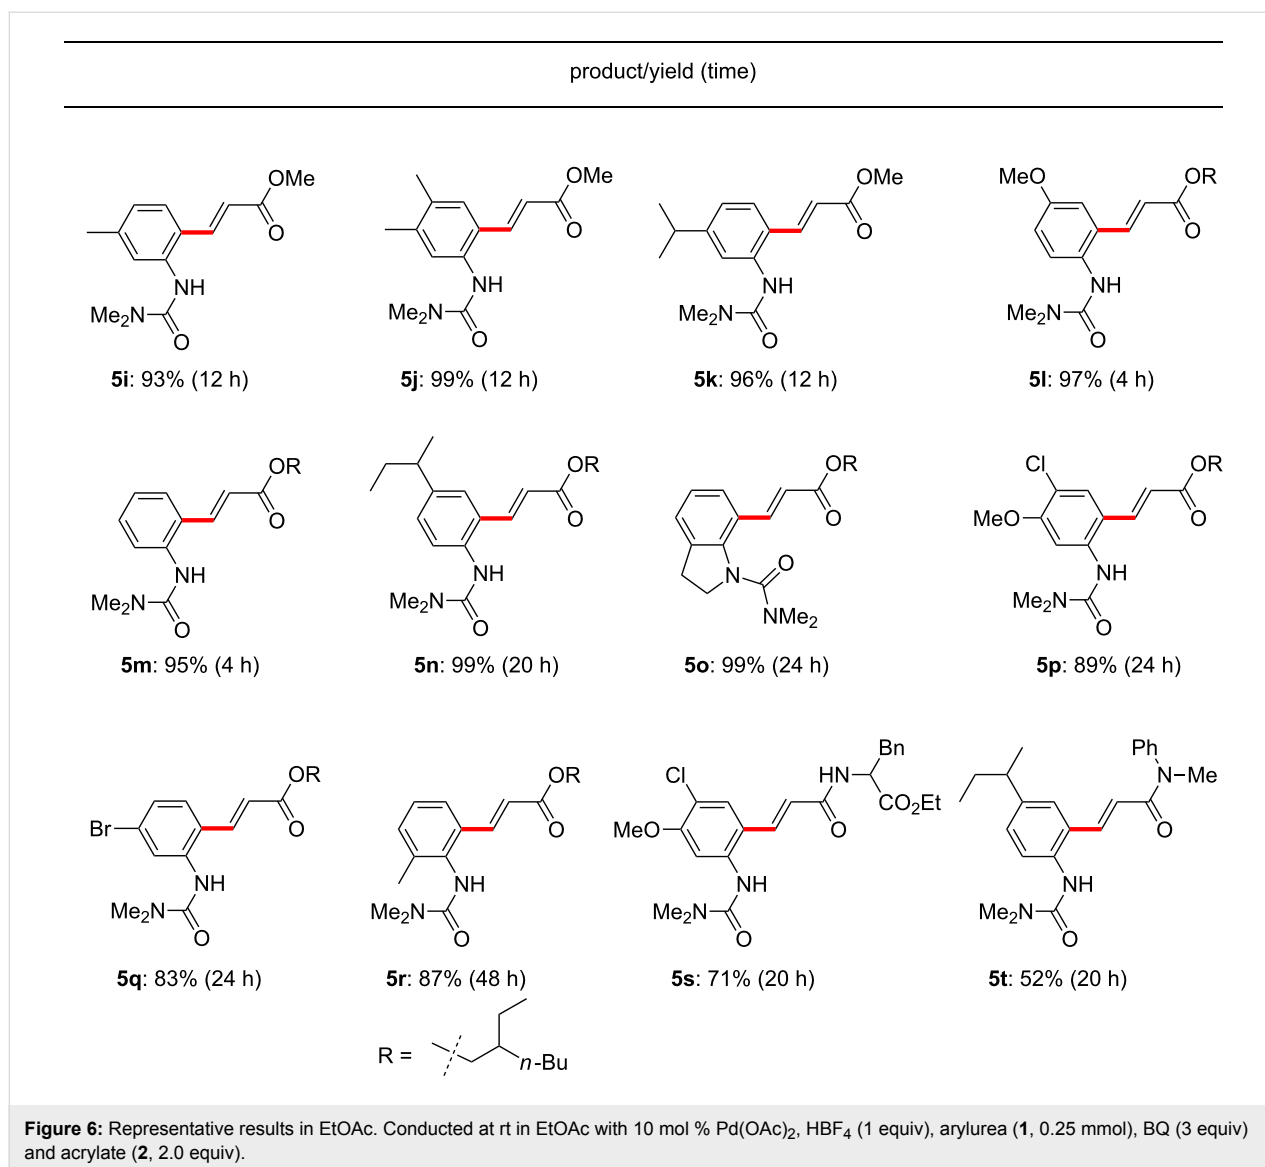 product/yield (time)
OMe
O
NH
Me2N
O
5i: 93% (12 h)
OMe
O
NH
Me2N
O
5j: 99% (12 h)
OMe
O
NH
Me2N
O
5k: 96% (12 h)
MeO
OR
O
NH
Me2N
O
5l: 97% (4 h)
OR
O
NH
Me2N
O
5m: 95% (4 h)
OR
O
NH
Me2N
O
5n: 99% (20 h)
OR
O
N
O
NMe2
5o: 99% (24 h)
Cl
OR
MeO
O
NH
Me2N
O
5p: 89% (24 h)
OR
Br
O
NH
Me2N
O
5q: 83% (24 h)
OR
O
NH
Me2N
O
5r: 87% (48 h)
Bn
Cl
HN
CO2Et
MeO
O
NH
Me2N
O
5s: 71% (20 h)
Ph
N
Me
O
NH
Me2N
O
5t: 52% (20 h)
R =
n-Bu
Figure 6: Representative results in EtOAc. Conducted at rt in EtOAc with 10 mol % Pd(OAc)2, HBF4 (1 equiv), arylurea (1, 0.25 mmol), BQ (3 equiv)
and acrylate (2, 2.0 equiv).